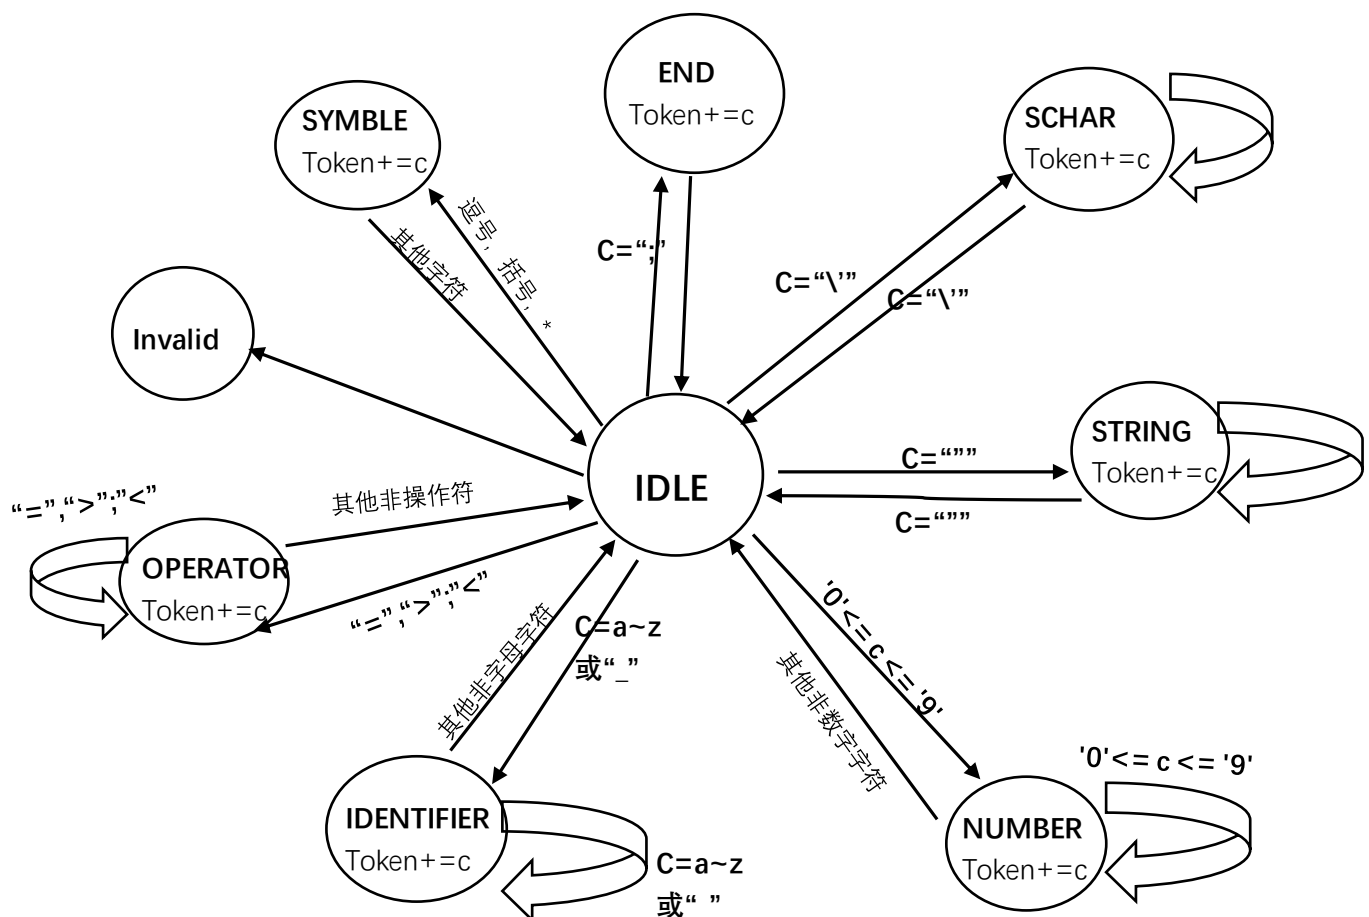 END
Token+=c
SYMBLE
Token+=c
SCHAR
Token+=c
逗号，括号，*
其他字符
C=“;”
C=“\’”
C=“\’”
Invalid
STRING
Token+=c
C=“””
C=“””
IDLE
“=”,“>”;”<”
其他非操作符
OPERATOR
Token+=c
“=”,“>”;”<”
其他非字母字符
C=a~z
或“_”
'0'<= c <= '9'
其他非数字字符
'0'<= c <= '9'
IDENTIFIER
Token+=c
NUMBER
Token+=c
C=a~z
或“ ”